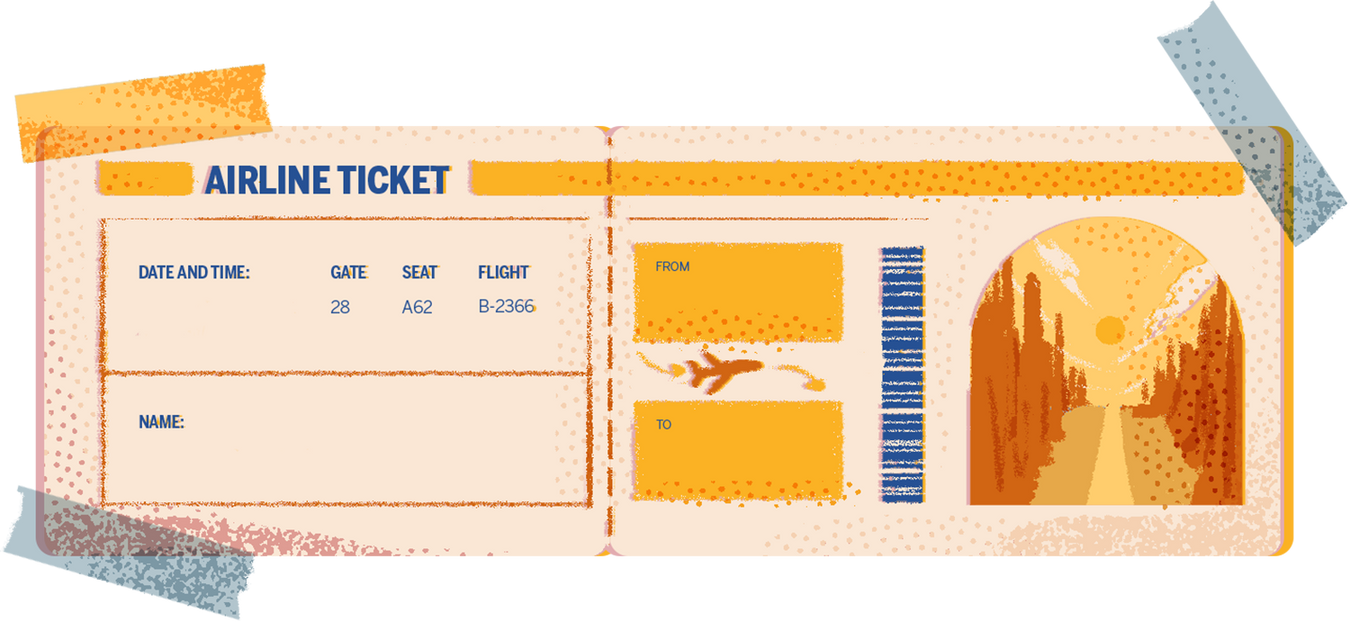 AIRLINE TICKET
DATE AND TIME: GATE SEAT FLIGHT
28 A62 B-2366
NAME:
FROM
TO